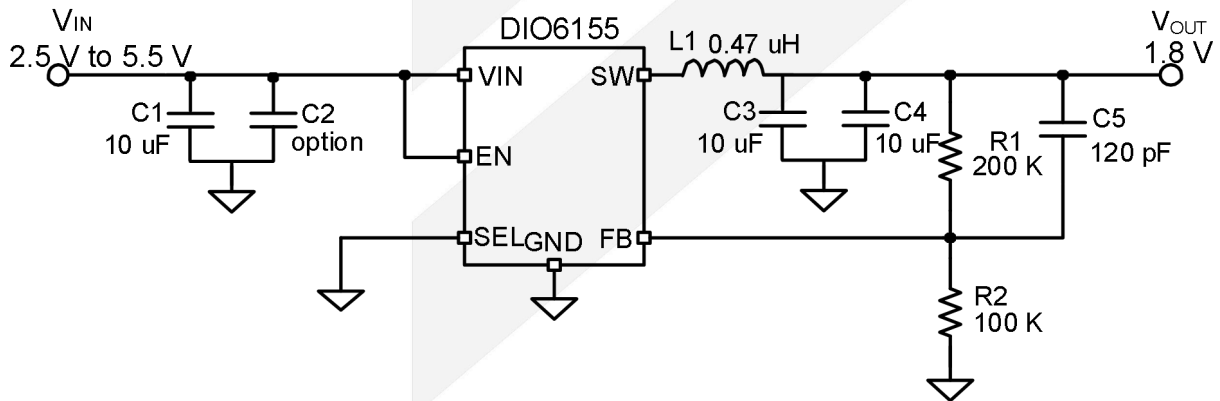 VIN
2.5 V to 5.5 V
C1
10 uF
C2
option
DIO6155
VIN
EN
SEL
GND
SW
FB
L1 0.47 uH
C3
10 uF
C4
10 uF
R1
200 K
C5
120 pF
R2
100 K
VOUT
1.8 V